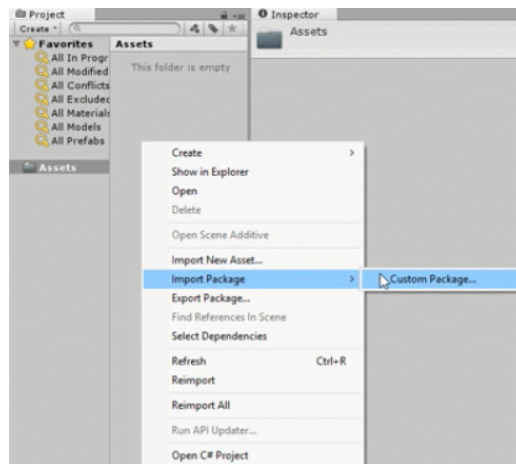 Project
Inspector
Create
Favorites
All In Progr
All Modified
All Conflicts
All Excluded
All Materials
All Models
All Prefabs
Assets
Assets
This folder is empty
Assets
Create
Show in Explorer
Open
Delete
Open Scene Additive
Import New Asset...
Import Package
Custom Package...
Export Package...
Find References In Scene
Select Dependencies
Refresh Ctrl+R
Reimport
Reimport All
Run API Updater...
Open C# Project